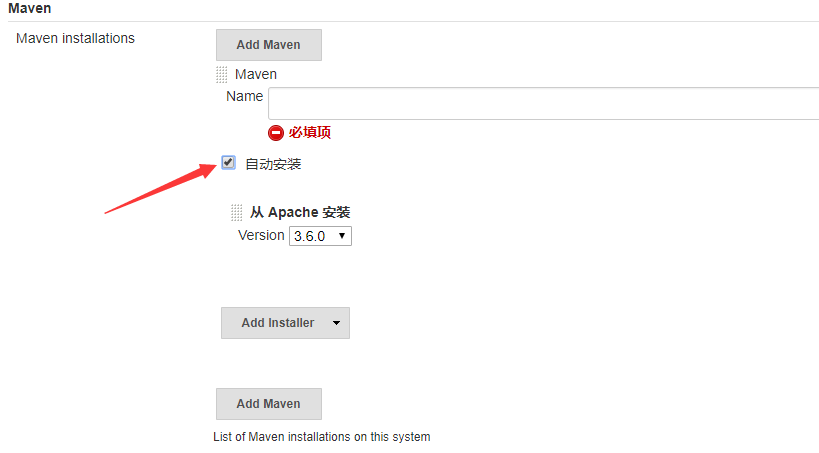 Maven
Maven installations
Add Maven
Maven
Name
必填项
自动安装
从 Apache 安装
Version 3.6.0
Add Installer
Add Maven
List of Maven installations on this system